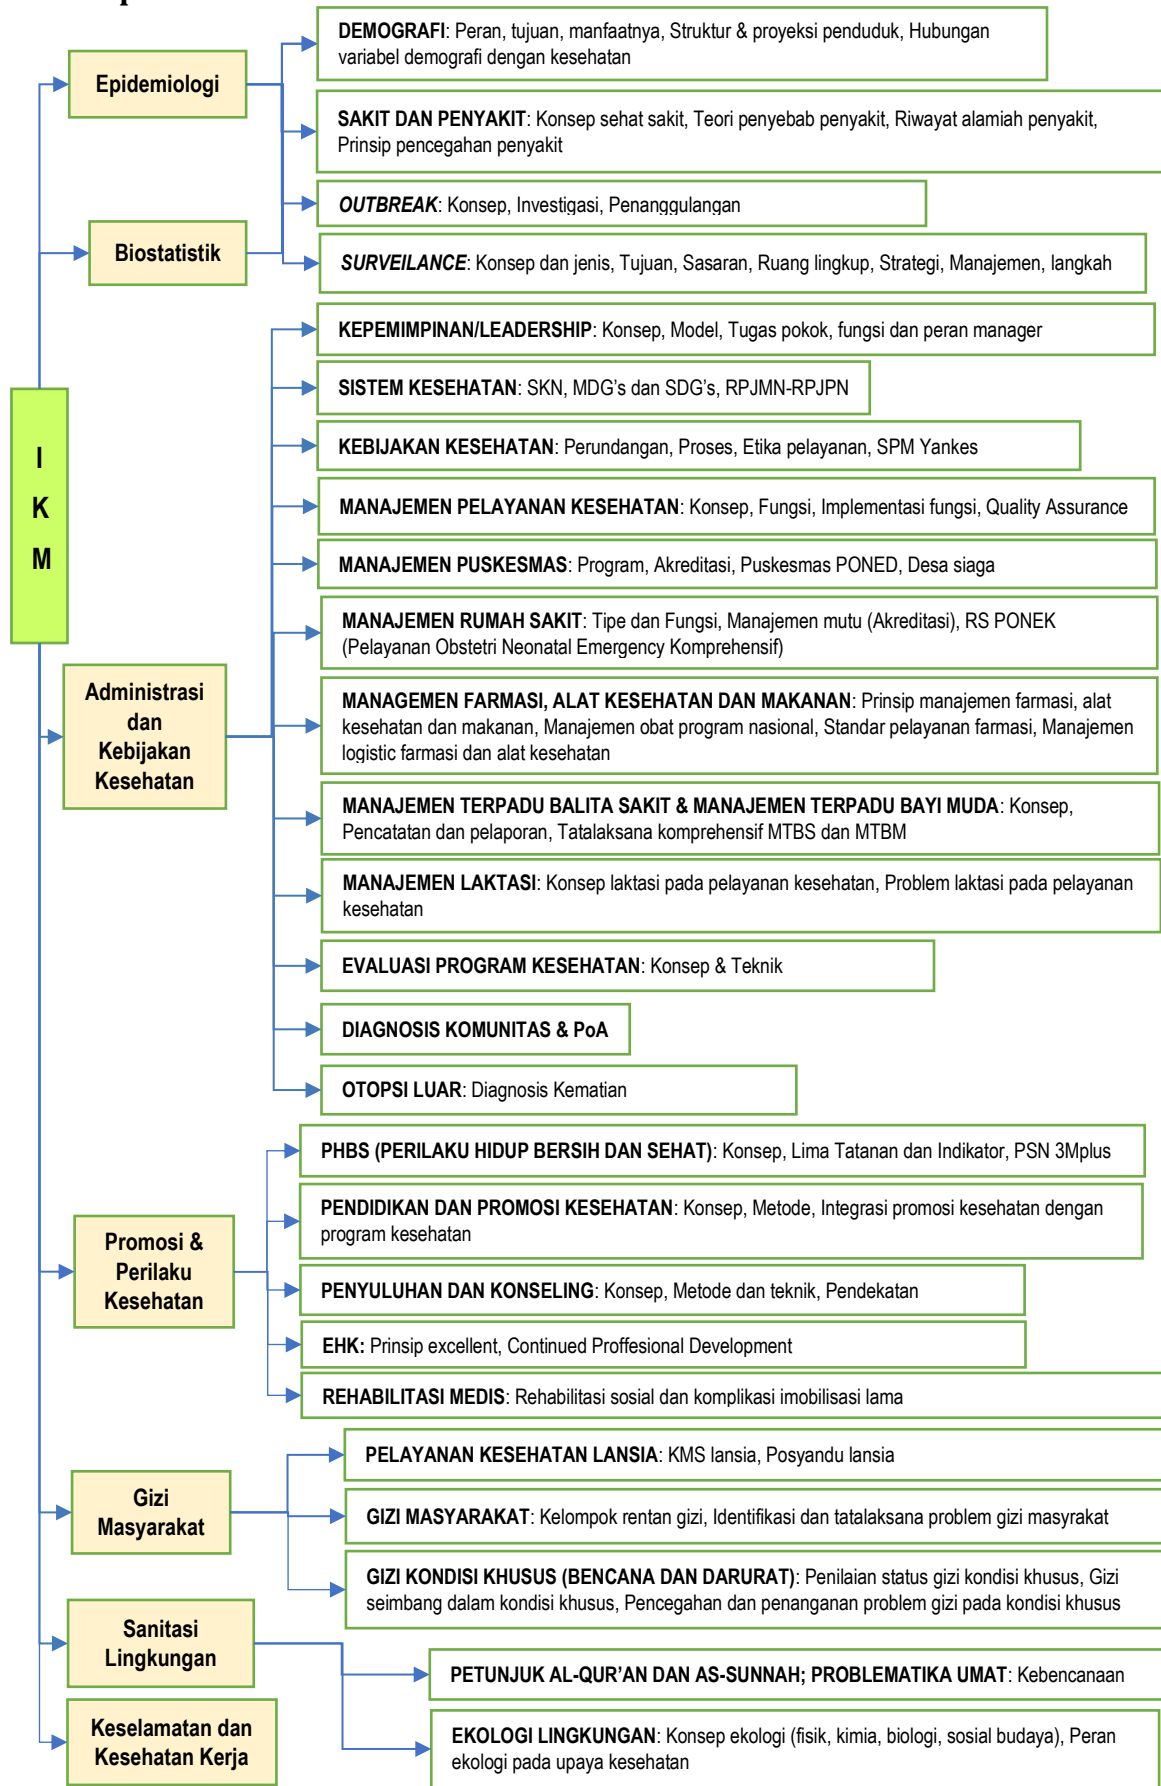 Epidemiologi
DEMOGRAFI: Peran, tujuan, manfaatnya, Struktur & proyeksi penduduk, Hubungan
variabel demografi dengan kesehatan
SAKIT DAN PENYAKIT: Konsep sehat sakit, Teori penyebab penyakit, Riwayat alamiah penyakit,
Prinsip pencegahan penyakit
Biostatistik
OUTBREAK: Konsep, Investigasi, Penanggulangan
SURVEILANCE: Konsep dan jenis, Tujuan, Sasaran, Ruang lingkup, Strategi, Manajemen, langkah
I
K
M
Administrasi
dan
Kebijakan
Kesehatan
KEPEMIMPINAN/LEADERSHIP: Konsep, Model, Tugas pokok, fungsi dan peran manager
SISTEM KESEHATAN: SKN, MDG’s dan SDG’s, RPJMN-RPJPN
KEBIJAKAN KESEHATAN: Perundangan, Proses, Etika pelayanan, SPM Yankes
MANAJEMEN PELAYANAN KESEHATAN: Konsep, Fungsi, Implementasi fungsi, Quality Assurance
MANAJEMEN PUSKESMAS: Program, Akreditasi, Puskesmas PONED, Desa siaga
MANAJEMEN RUMAH SAKIT: Tipe dan Fungsi, Manajemen mutu (Akreditasi), RS PONEK
(Pelayanan Obstetri Neonatal Emergency Komprehensif)
MANAGEMEN FARMASI, ALAT KESEHATAN DAN MAKANAN: Prinsip manajemen farmasi, alat
kesehatan dan makanan, Manajemen obat program nasional, Standar pelayanan farmasi, Manajemen
logistic farmasi dan alat kesehatan
MANAJEMEN TERPADU BALITA SAKIT & MANAJEMEN TERPADU BAYI MUDA: Konsep,
Pencatatan dan pelaporan, Tatalaksana komprehensif MTBS dan MTBM
MANAJEMEN LAKTASI: Konsep laktasi pada pelayanan kesehatan, Problem laktasi pada pelayanan
kesehatan
EVALUASI PROGRAM KESEHATAN: Konsep & Teknik
DIAGNOSIS KOMUNITAS & PoA
OTOPSI LUAR: Diagnosis Kematian
Promosi &
Perilaku
Kesehatan
PHBS (PERILAKU HIDUP BERSIH DAN SEHAT): Konsep, Lima Tatanan dan Indikator, PSN 3Mplus
PENDIDIKAN DAN PROMOSI KESEHATAN: Konsep, Metode, Integrasi promosi kesehatan dengan
program kesehatan
PENYULUHAN DAN KONSELING: Konsep, Metode dan teknik, Pendekatan
EHK: Prinsip excellent, Continued Proffesional Development
REHABILITASI MEDIS: Rehabilitasi sosial dan komplikasi imobilisasi lama
Gizi
Masyarakat
PELAYANAN KESEHATAN LANSIA: KMS lansia, Posyandu lansia
GIZI MASYARAKAT: Kelompok rentan gizi, Identifikasi dan tatalaksana problem gizi masyrakat
GIZI KONDISI KHUSUS (BENCANA DAN DARURAT): Penilaian status gizi kondisi khusus, Gizi
seimbang dalam kondisi khusus, Pencegahan dan penanganan problem gizi pada kondisi khusus
Sanitasi
Lingkungan
PETUNJUK AL-QUR’AN DAN AS-SUNNAH; PROBLEMATIKA UMAT: Kebencanaan
EKOLOGI LINGKUNGAN: Konsep ekologi (fisik, kimia, biologi, sosial budaya), Peran
ekologi pada upaya kesehatan
Keselamatan dan
Kesehatan Kerja